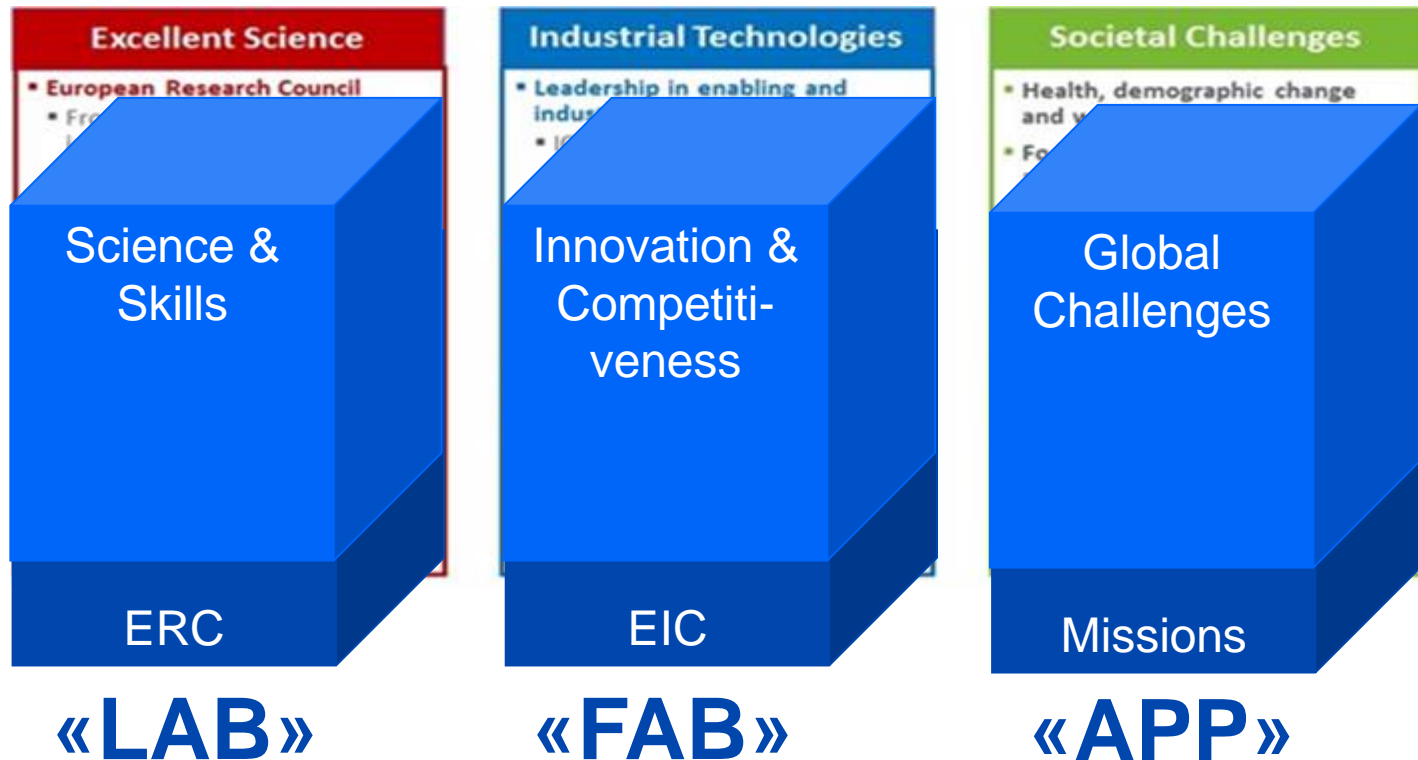 Excellent Science
▪ European Research Council
Science &
Skills
ERC
«LAB»
Industrial Technologies
▪ Leadership in enabling and
Innovation &
Competiti-
veness
EIC
«FAB»
Societal Challenges
▪ Health, demographic change
and
Global
Challenges
Missions
«APP»